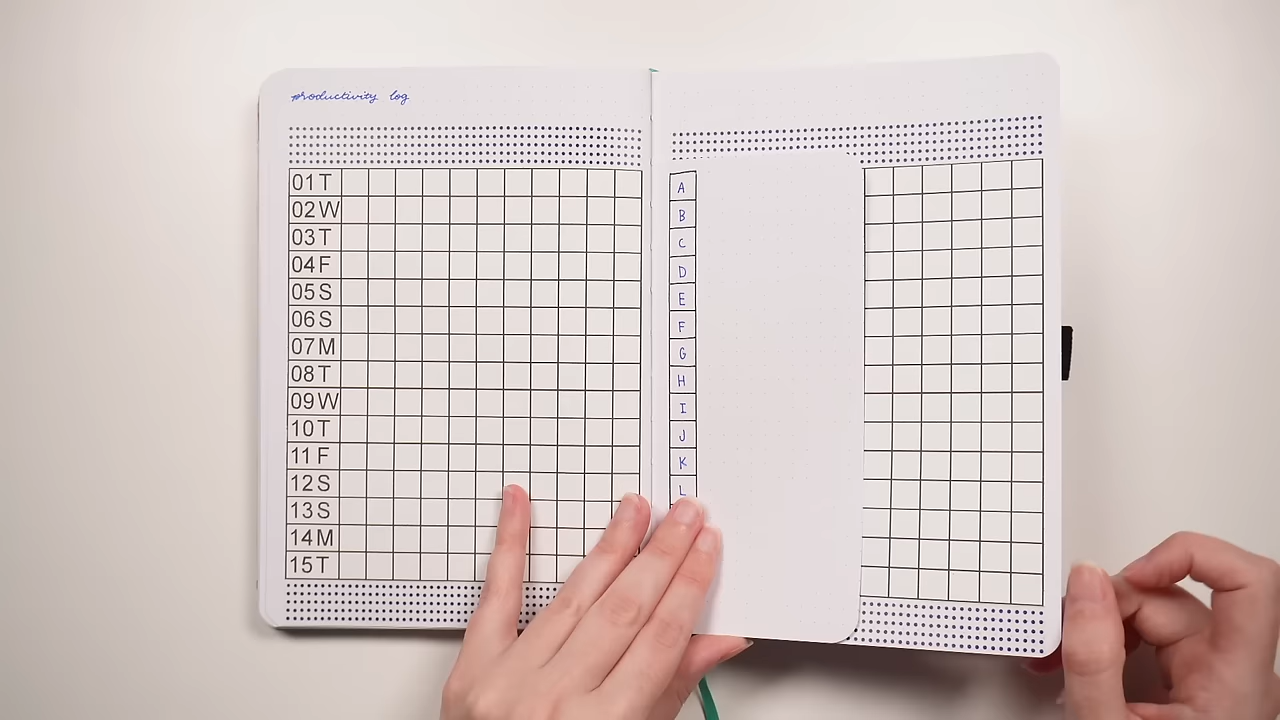 productivity log
01 T
02 W
03 T
04 F
05 S
06 S
07 M
08 T
09 W
10 T
11 F
12 S
13 S
14 M
15 T
A
B
C
D
E
F
G
H
I
J
K
L